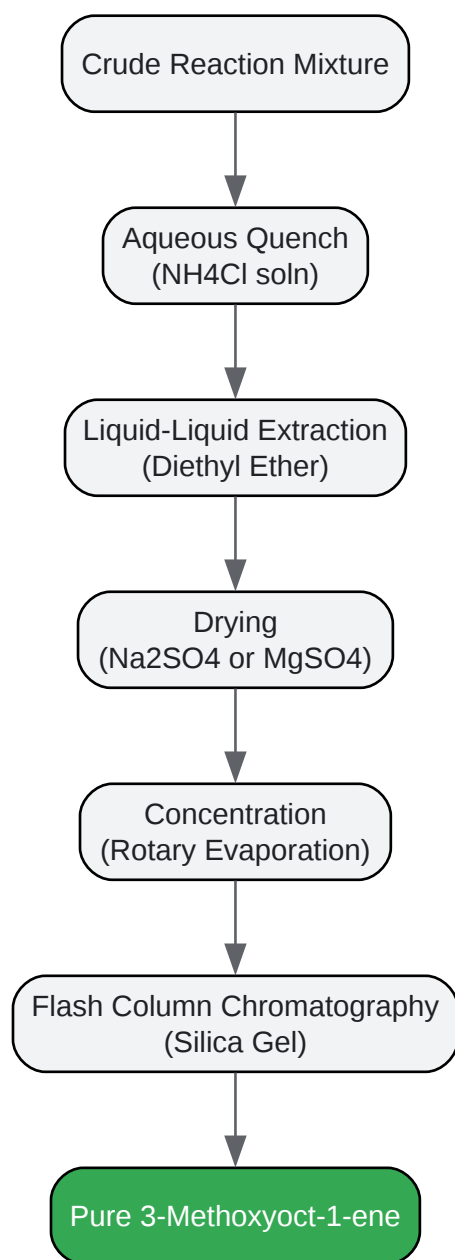 Crude Reaction Mixture
Aqueous Quench
(NH4Cl soln)
Liquid-Liquid Extraction
(Diethyl Ether)
Drying
(Na2SO4 or MgSO4)
Concentration
(Rotary Evaporation)
Flash Column Chromatography
(Silica Gel)
Pure 3-Methoxyoct-1-ene